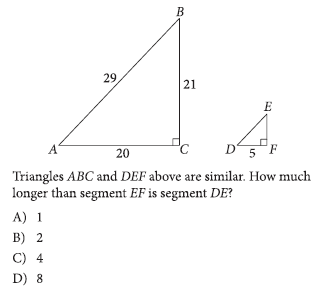 B
29
21
E
A
20
C
D
5
F
Triangles ABC and DEF above are similar. How much
longer than segment EF is segment DE?
A) 1
B) 2
C) 4
D) 8